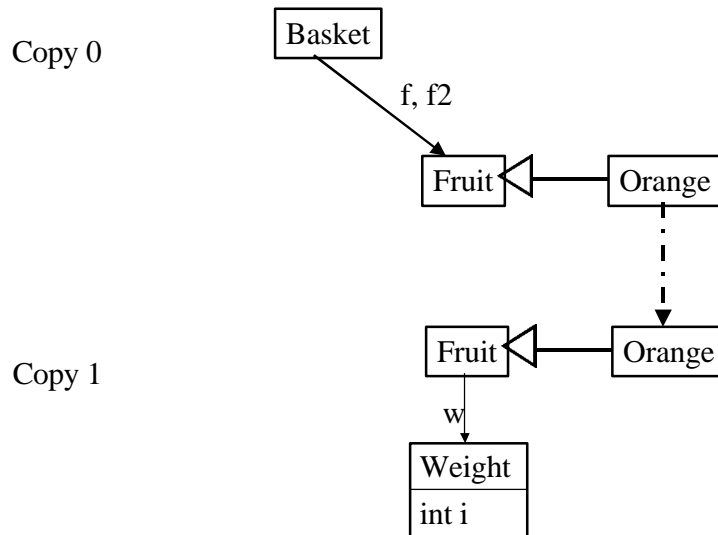 Copy 0
Basket
f, f2
Fruit
Orange
Fruit
Orange
Copy 1
w
Weight
int i